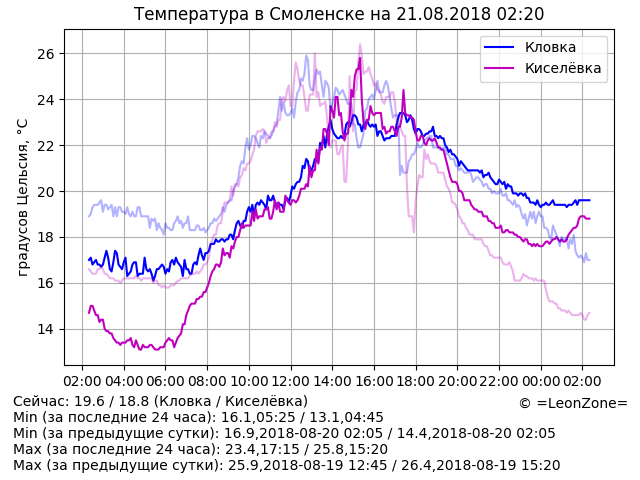 Температура в Смоленске на 21.08.2018 02:20
градусов Цельсия, °C
26
24
22
20
18
16
14
Кловка
Киселёвка
02:00 04:00 06:00 08:00 10:00 12:00 14:00 16:00 18:00 20:00 22:00 00:00 02:00
Сейчас: 19.6 / 18.8 (Кловка / Киселёвка)
© =LeonZone=
Min (за последние 24 часа): 16.1,05:25 / 13.1,04:45
Min (за предыдущие сутки): 16.9,2018-08-20 02:05 / 14.4,2018-08-20 02:05
Max (за последние 24 часа): 23.4,17:15 / 25.8,15:20
Max (за предыдущие сутки): 25.9,2018-08-19 12:45 / 26.4,2018-08-19 15:20